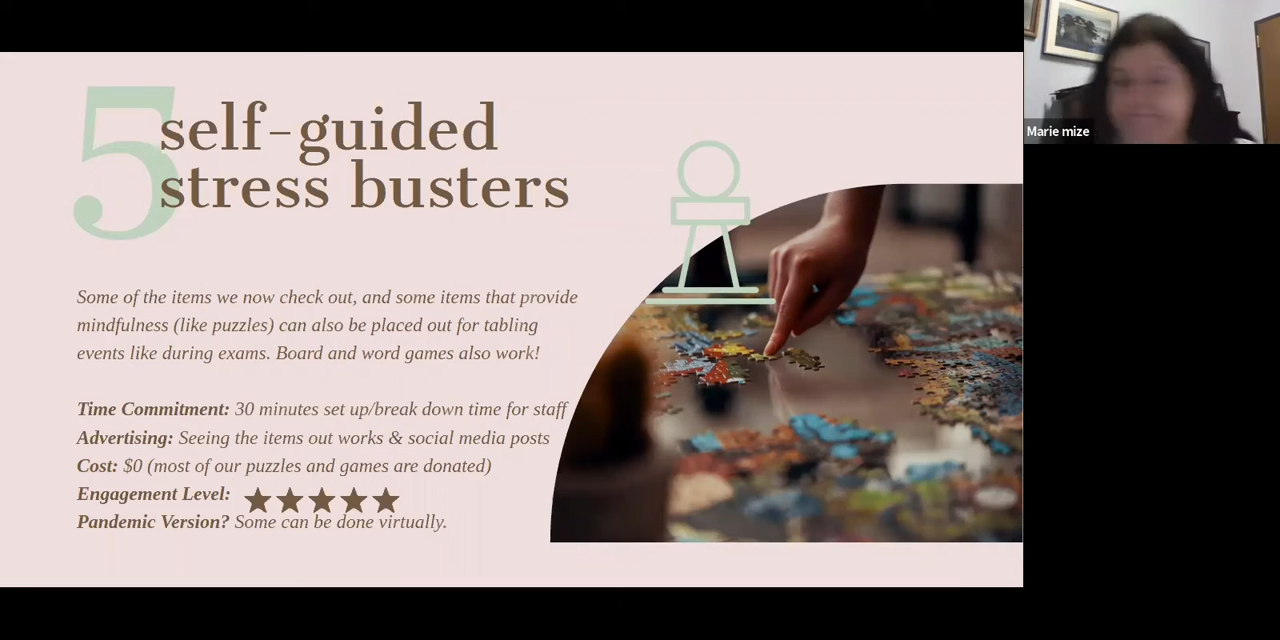 5
self-guided
stress busters
Some of the items we now check out, and some items that provide
mindfulness (like puzzles) can also be placed out for tabling
events like during exams. Board and word games also work!
Time Commitment: 30 minutes set up/break down time for staff
Advertising: Seeing the items out works & social media posts
Cost: $0 (most of our puzzles and games are donated)
Engagement Level:
Pandemic Version? Some can be done virtually.
Marie mize